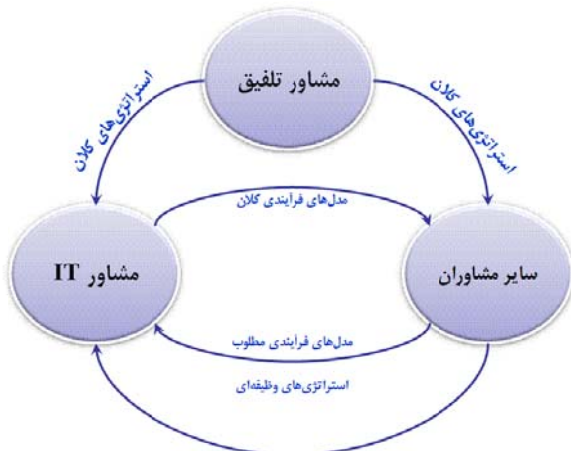 مشاور تلفیق
استراتژی‌های کلان
استراتژی‌های کلان
مدل‌های فرآیندی کلان
سایر مشاوران
مشاور IT
مدل‌های فرآیندی مطلوب
استراتژی‌های وظیفه‌ای